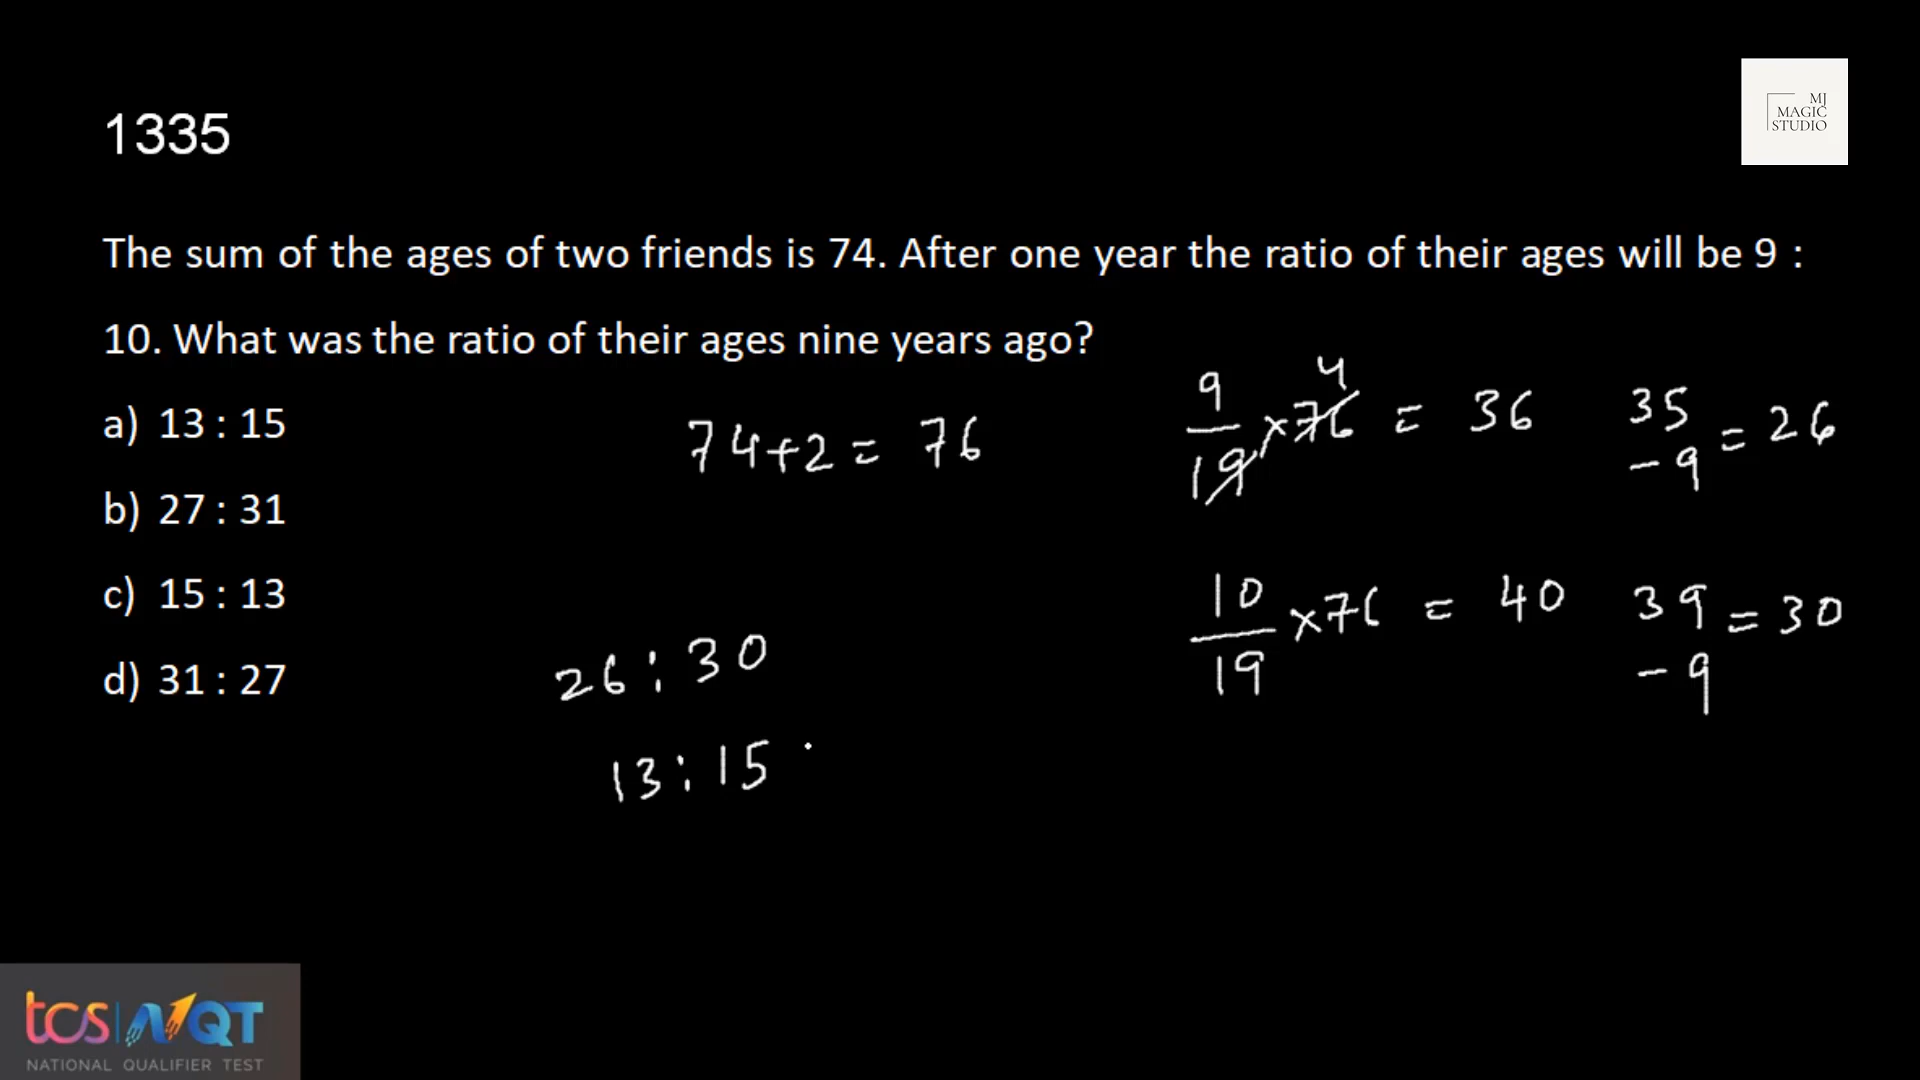 1335
MJ
MAGIC
STUDIO
The sum of the ages of two friends is 74. After one year the ratio of their ages will be 9 :
10. What was the ratio of their ages nine years ago?
a) 13 : 15
b) 27 : 31
c) 15 : 13
d) 31 : 27
74+2 = 76
9/19 × 76 = 36
4
35 - 9 = 26
10/19 × 76 = 40
39 - 9 = 30
26 : 30
13 : 15
tcs NQT
NATIONAL QUALIFIER TEST